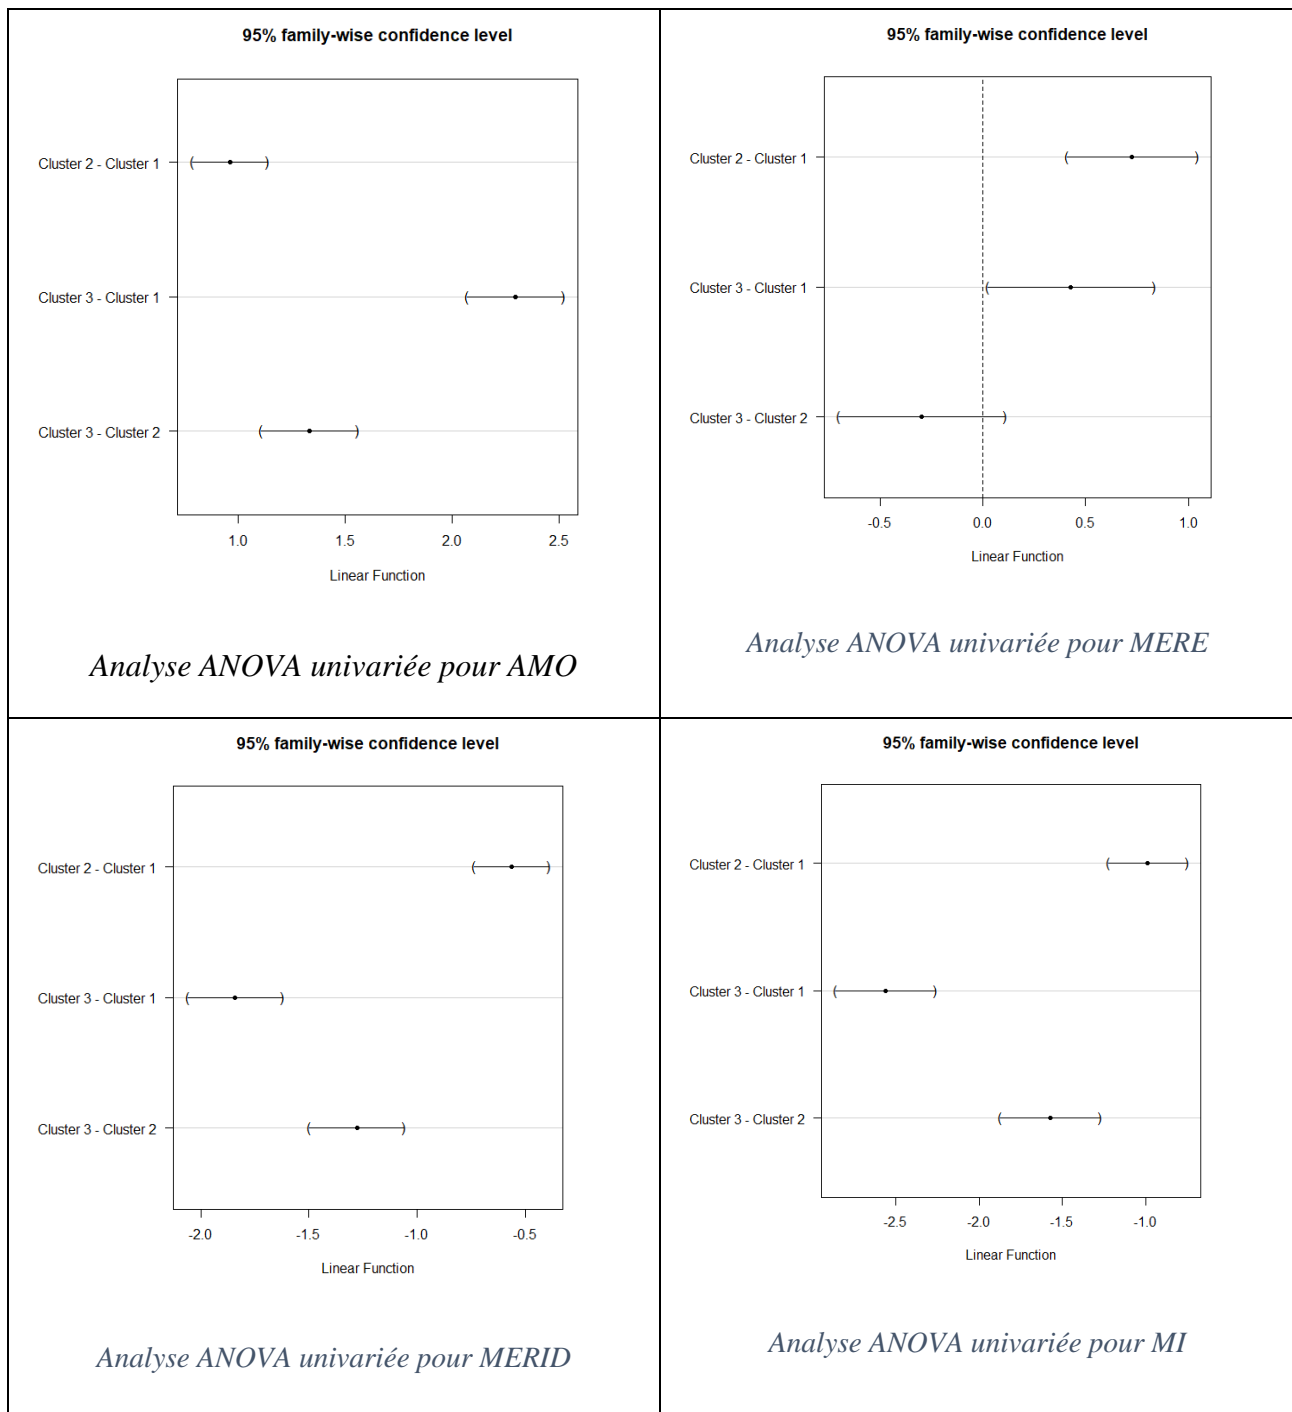 95% family-wise confidence level
Cluster 2 - Cluster 1
Cluster 3 - Cluster 1
Cluster 3 - Cluster 2
1.0 1.5 2.0 2.5
Linear Function
Analyse ANOVA univariée pour AMO
95% family-wise confidence level
Cluster 2 - Cluster 1
Cluster 3 - Cluster 1
Cluster 3 - Cluster 2
-0.5 0.0 0.5 1.0
Linear Function
Analyse ANOVA univariée pour MERE
95% family-wise confidence level
Cluster 2 - Cluster 1
Cluster 3 - Cluster 1
Cluster 3 - Cluster 2
-2.0 -1.5 -1.0 -0.5
Linear Function
Analyse ANOVA univariée pour MERID
95% family-wise confidence level
Cluster 2 - Cluster 1
Cluster 3 - Cluster 1
Cluster 3 - Cluster 2
-2.5 -2.0 -1.5 -1.0
Linear Function
Analyse ANOVA univariée pour MI